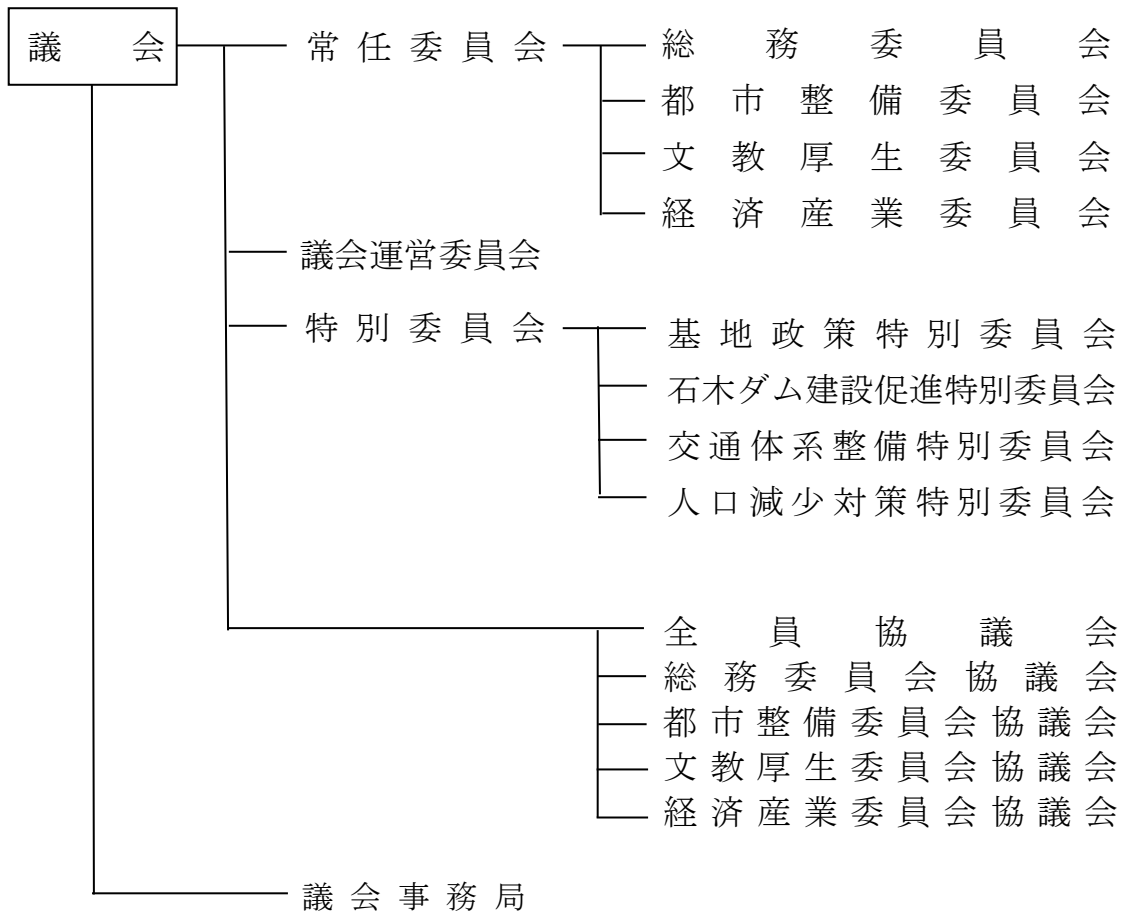 議会
常任委員会
総務委員会
都市整備委員会
文教厚生委員会
経済産業委員会
議会運営委員会
特別委員会
基地政策特別委員会
石木ダム建設促進特別委員会
交通体系整備特別委員会
人口減少対策特別委員会
全員協議会
総務委員会協議会
都市整備委員会協議会
文教厚生委員会協議会
経済産業委員会協議会
議会事務局